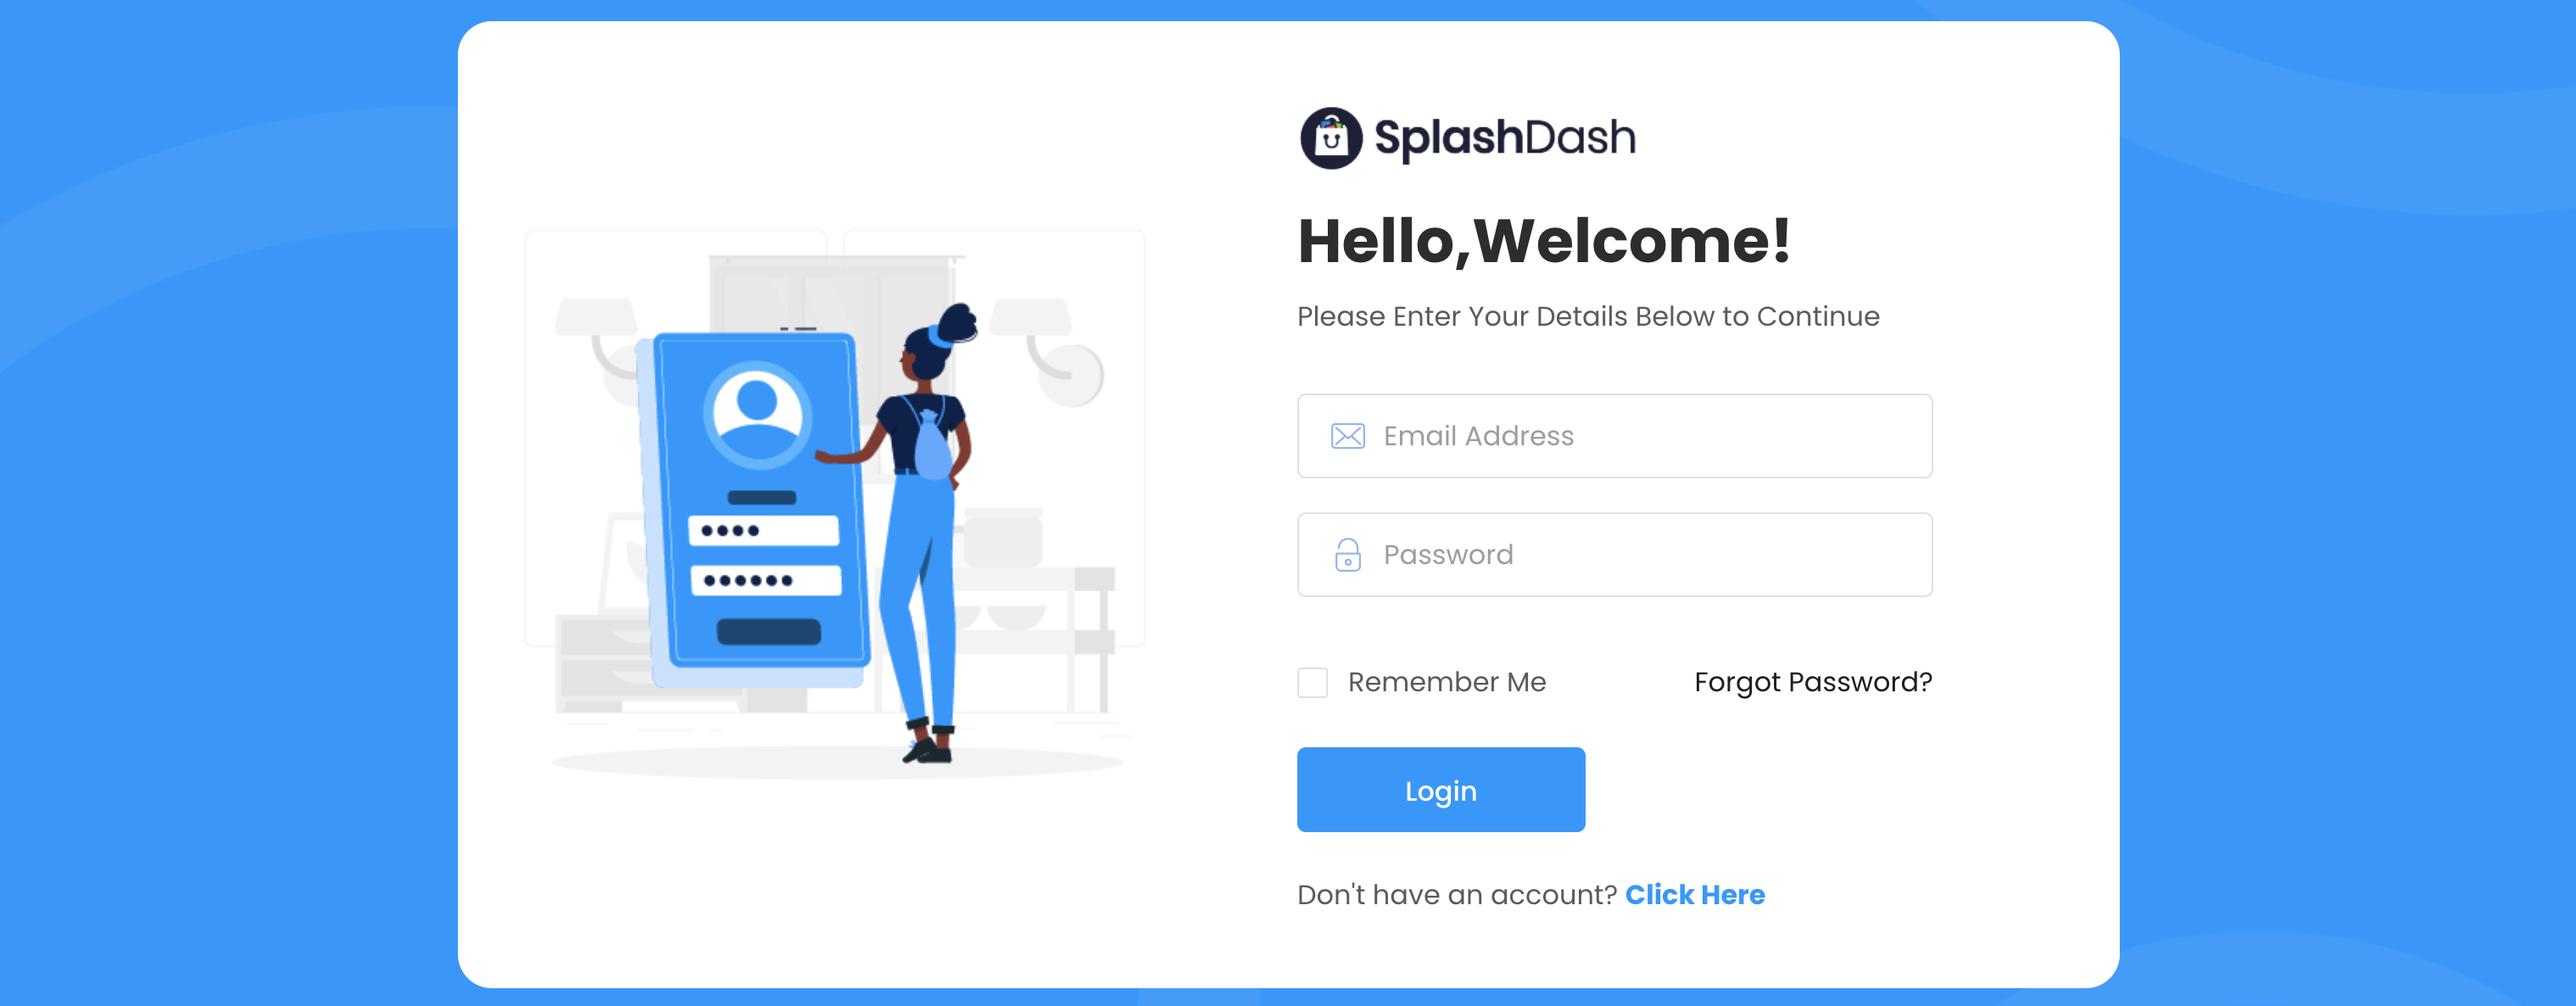 SplashDash
Hello,Welcome!
Please Enter Your Details Below to Continue
Email Address
Password
Remember Me
Forgot Password?
Login
Don't have an account? Click Here